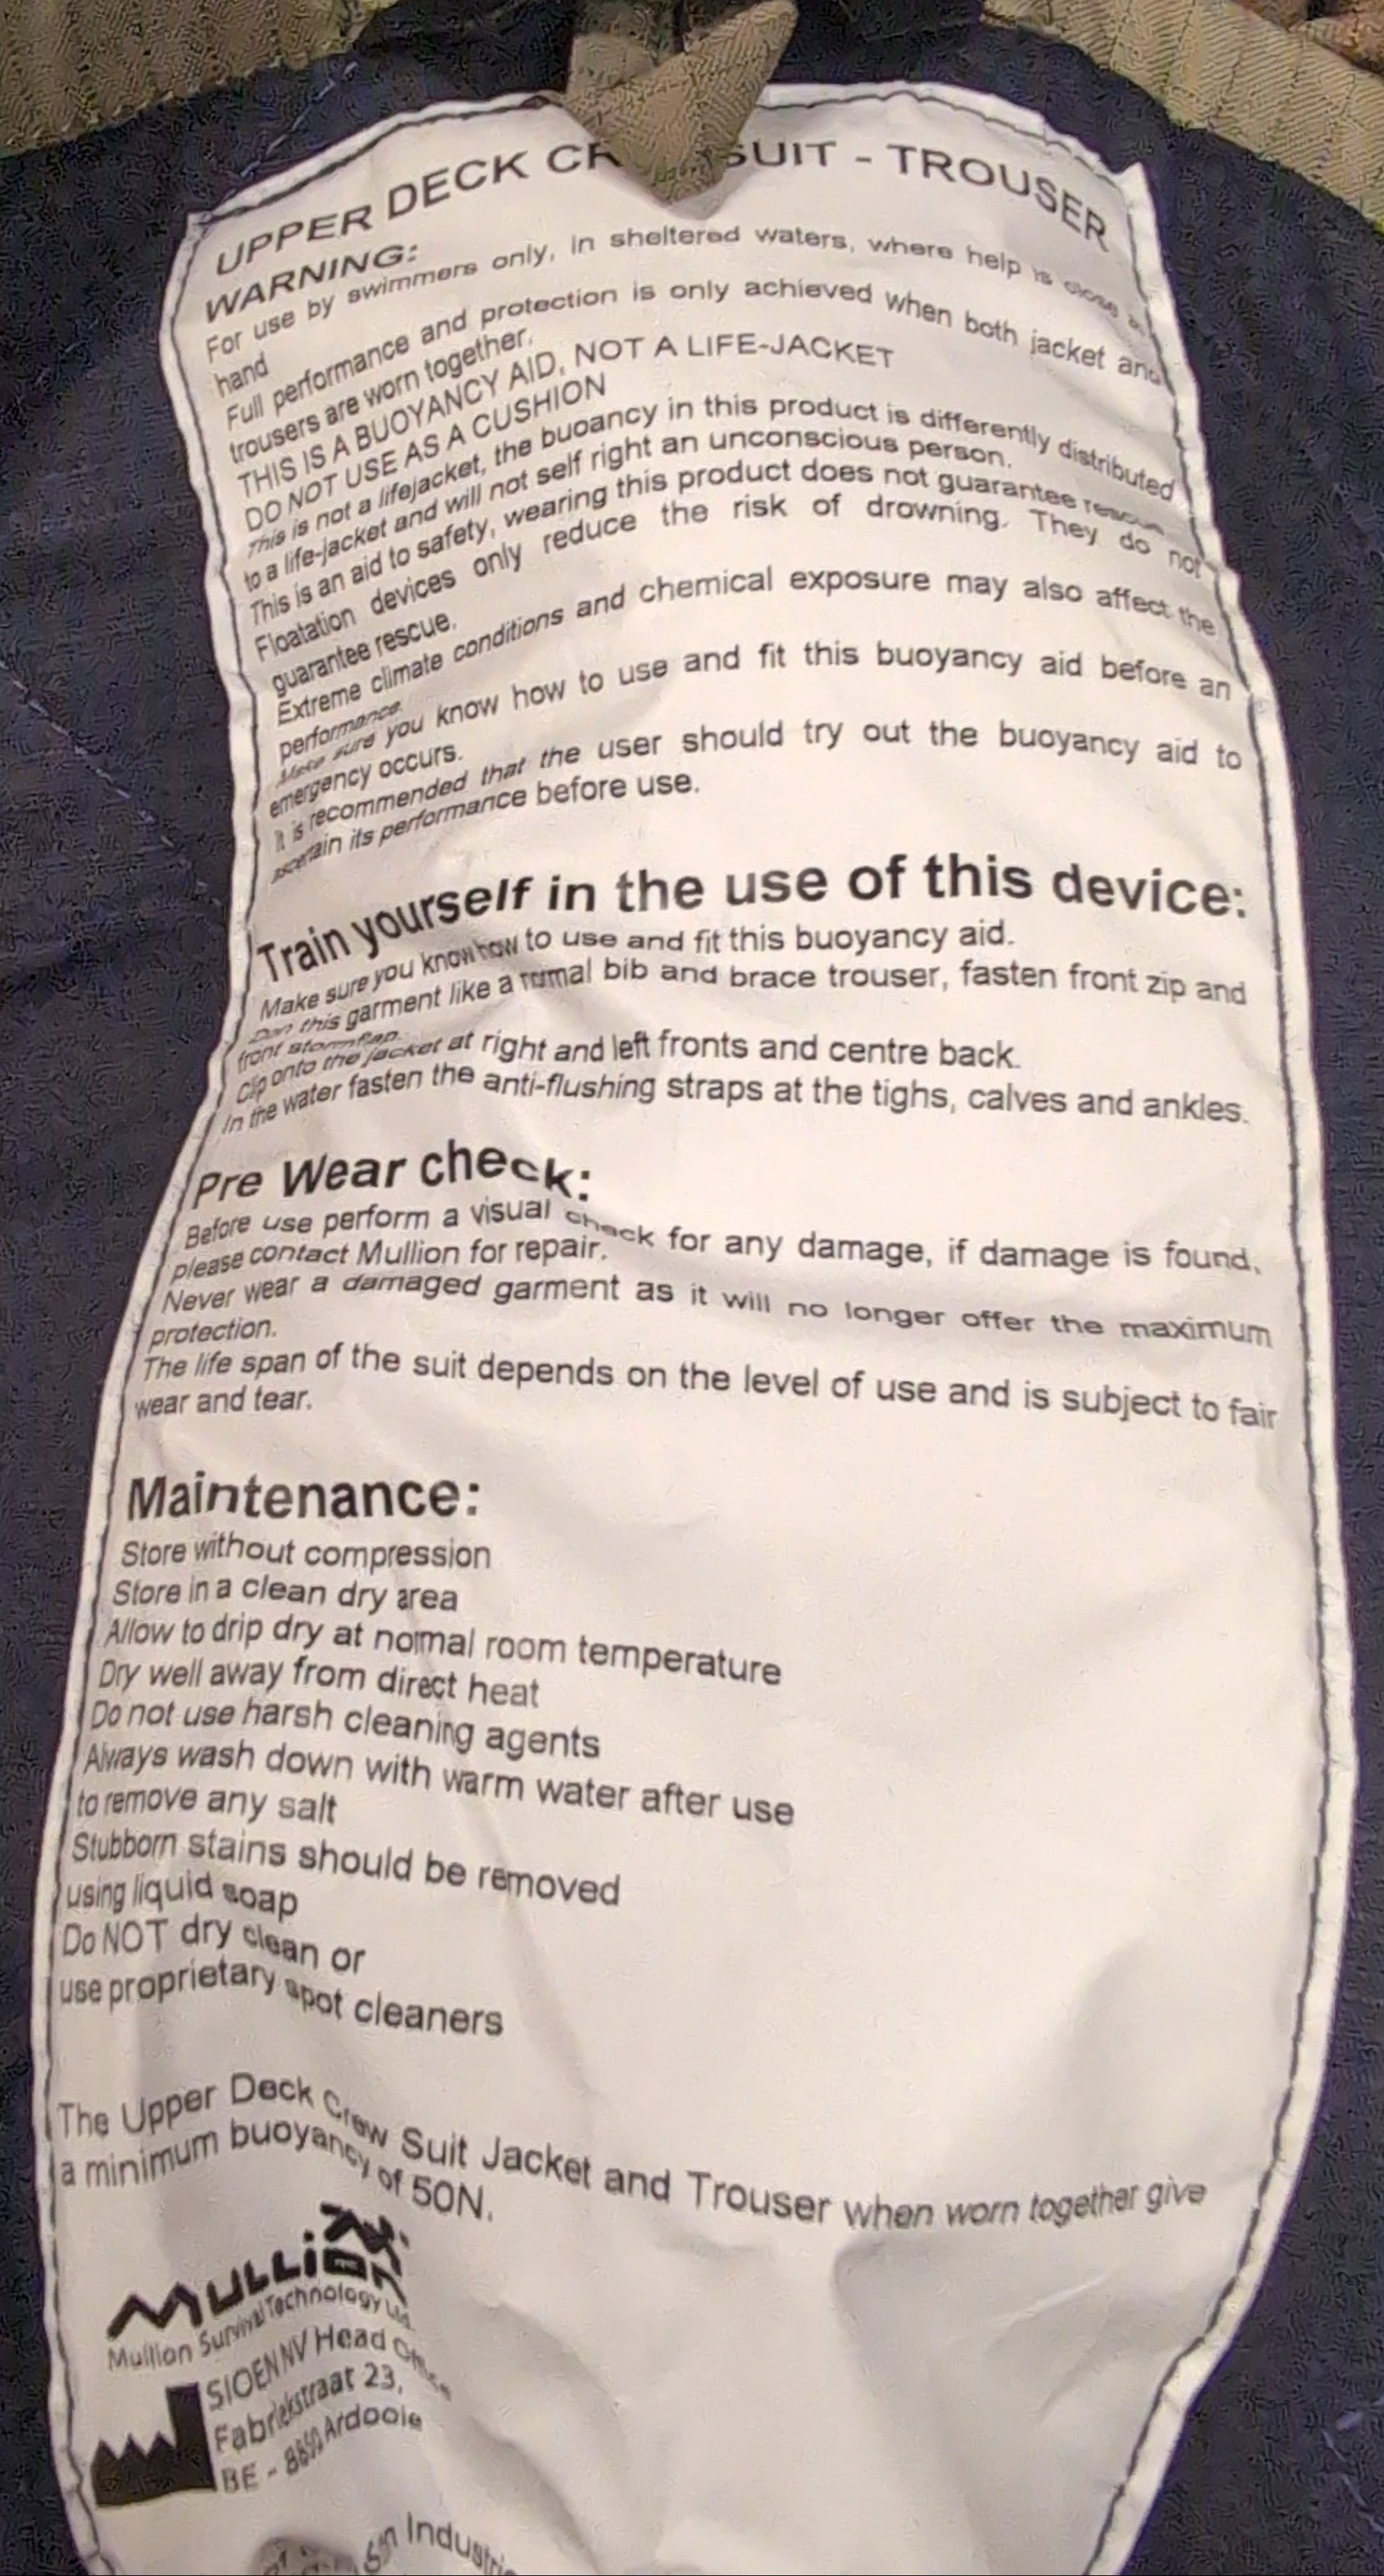 UPPER DECK CR SUIT - TROUSER
WARNING:
For use by swimmers only, in sheltered waters, where help is close
hand
Full performance and protection is only achieved when both jacket and
trousers are worn together.
THIS IS A BUOYANCY AID, NOT A LIFE-JACKET
DO NOT USE AS A CUSHION
This is not a lifejacket, the buoancy in this product is differently distributed
to a life-jacket and will not self right an unconscious person.
This is an aid to safety, wearing this product does not guarantee rescue
Floatation devices only reduce the risk of drowning. They do not
guarantee rescue.
Extreme climate conditions and chemical exposure may also affect the
performance.
Make sure you know how to use and fit this buoyancy aid before an
emergency occurs.
It is recommended that the user should try out the buoyancy aid to
ascertain its performance before use.
Train yourself in the use of this device:
Make sure you know how to use and fit this buoyancy aid.
Don this garment like a normal bib and brace trouser, fasten front zip and
front stormflap.
Clip onto the jacket at right and left fronts and centre back.
In the water fasten the anti-flushing straps at the tighs, calves and ankles.
Pre Wear check:
Before use perform a visual check for any damage, if damage is found,
please contact Mullion for repair.
Never wear a damaged garment as it will no longer offer the maximum
protection.
The life span of the suit depends on the level of use and is subject to fair
wear and tear.
Maintenance:
Store without compression
Store in a clean dry area
Allow to drip dry at normal room temperature
Dry well away from direct heat
Do not use harsh cleaning agents
Always wash down with warm water after use
to remove any salt
Stubborn stains should be removed
using liquid soap
Do NOT dry clean or
use proprietary spot cleaners
The Upper Deck Crew Suit Jacket and Trouser when worn together give
a minimum buoyancy of 50N.
MULLION
Mullion Survival Technology Ltd.
SIOEN NV Head Office
Fabriekstraat 23,
BE - 8850 Ardooie
Industri